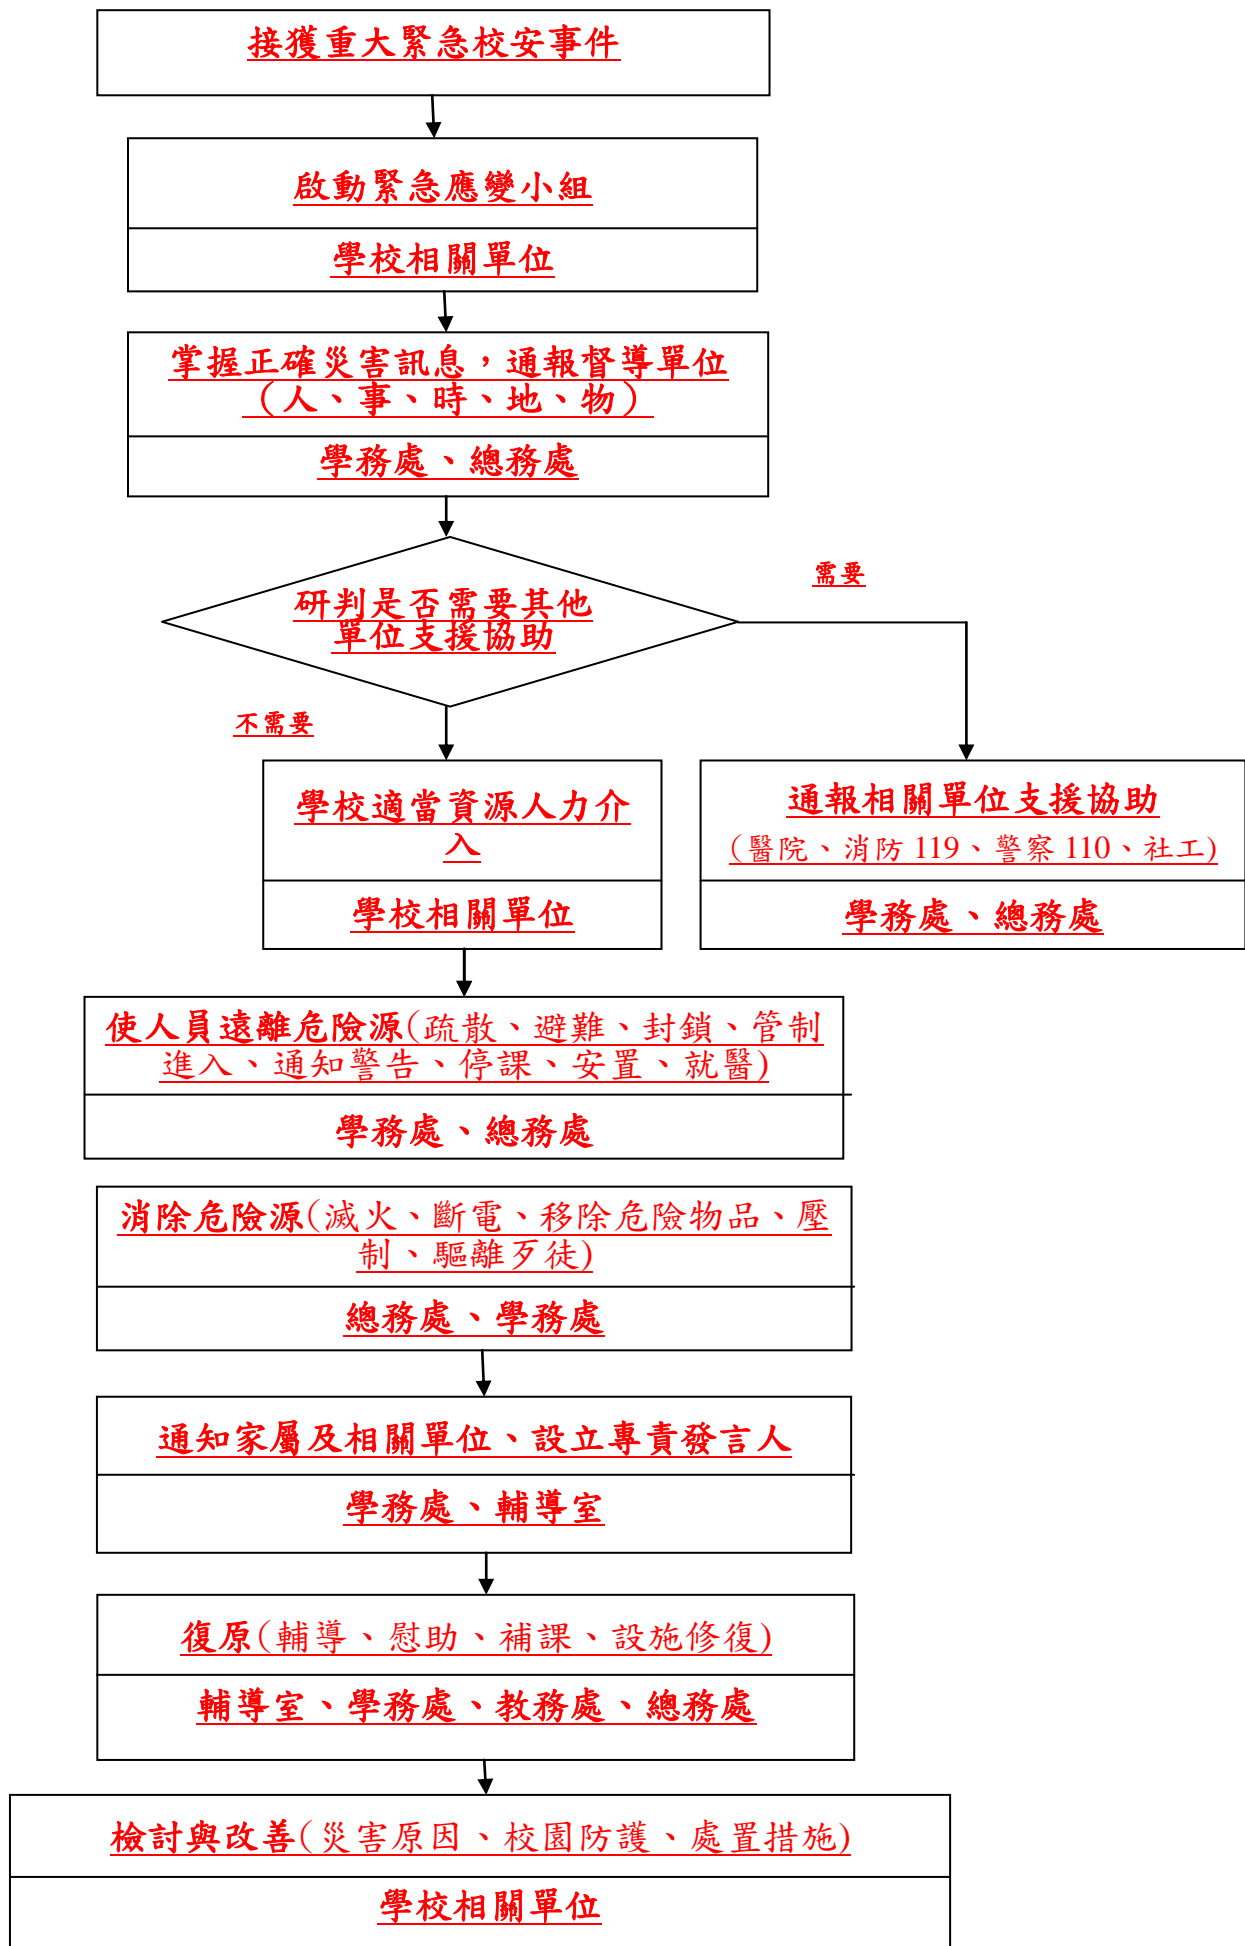 接獲重大緊急校安事件
啟動緊急應變小組
學校相關單位
掌握正確災害訊息，通報督導單位
（人、事、時、地、物）
學務處、總務處
研判是否需要其他
單位支援協助
需要
不需要
學校適當資源人力介
入
學校相關單位
通報相關單位支援協助
(醫院、消防 119、警察 110、社工)
學務處、總務處
使人員遠離危險源(疏散、避難、封鎖、管制
進入、通知警告、停課、安置、就醫)
學務處、總務處
消除危險源(滅火、斷電、移除危險物品、壓
制、驅離歹徒)
總務處、學務處
通知家屬及相關單位、設立專責發言人
學務處、輔導室
復原(輔導、慰助、補課、設施修復)
輔導室、學務處、教務處、總務處
檢討與改善(災害原因、校園防護、處置措施)
學校相關單位